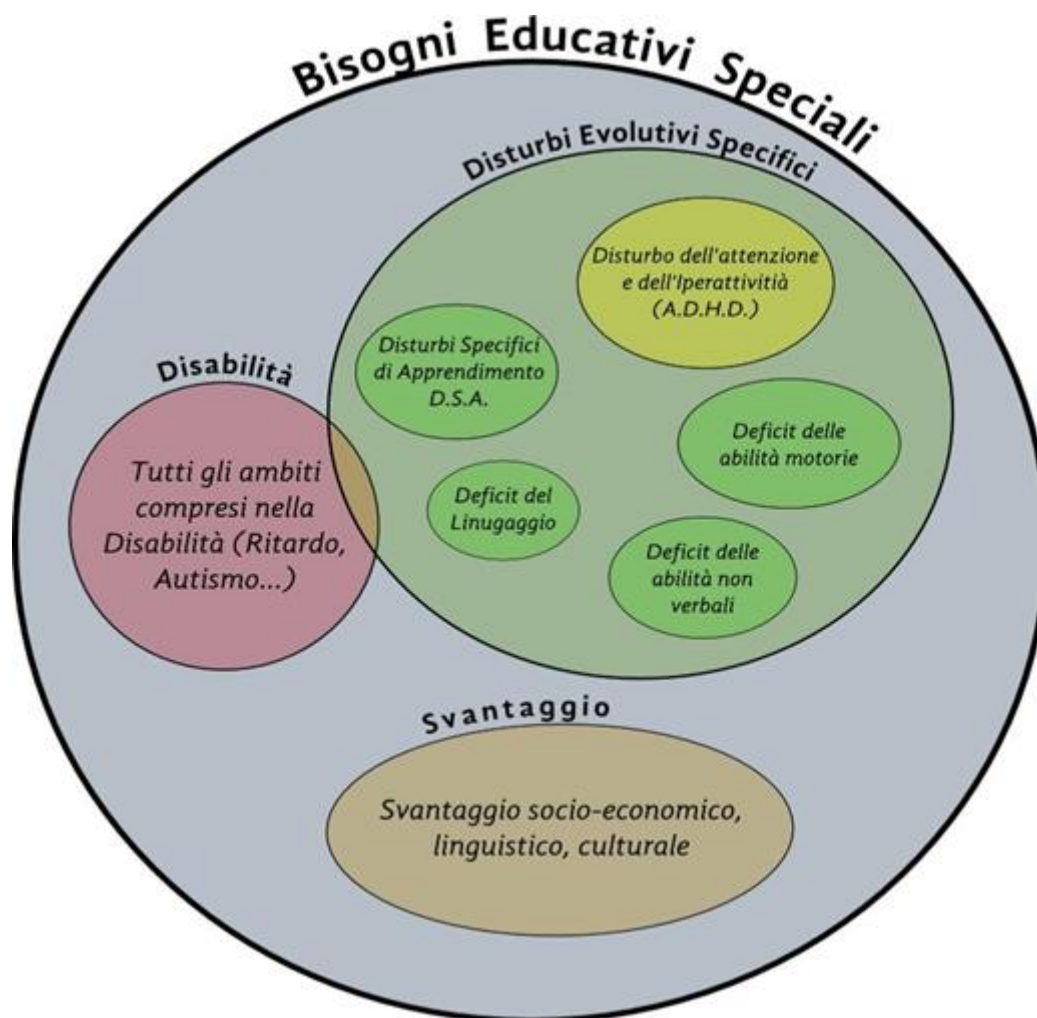 Bisogni Educativi Speciali
Disturbi Evolutivi Specifici
Disturbo dell'attenzione
e dell'Iperattivitià
(A.D.H.D.)
Disturbi Specifici
di Apprendimento
D.S.A.
Deficit delle
abilità motorie
Deficit del
Linugaggio
Deficit delle
abilità non
verbali
Disabilità
Tutti gli ambiti
compresi nella
Disabilità (Ritardo,
Autismo...)
Svantaggio
Svantaggio socio-economico,
linguistico, culturale